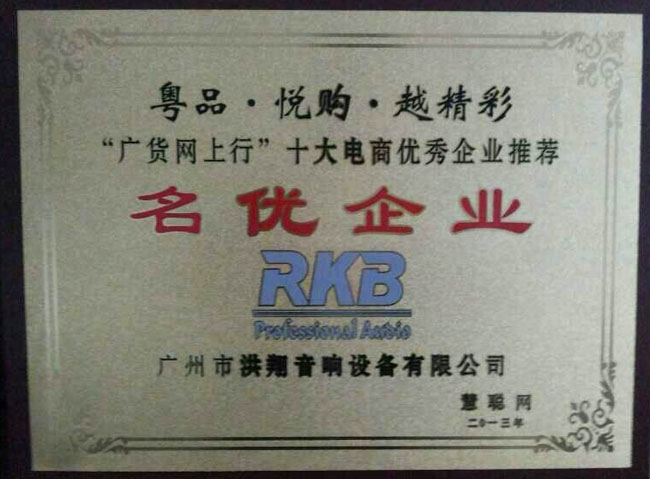 粤品·悦购·越精彩
“广货网上行”十大电商优秀企业推荐
名优企业
RKB
Professional Audio
广州市洪翔音响设备有限公司
慧聪网
二〇一三年